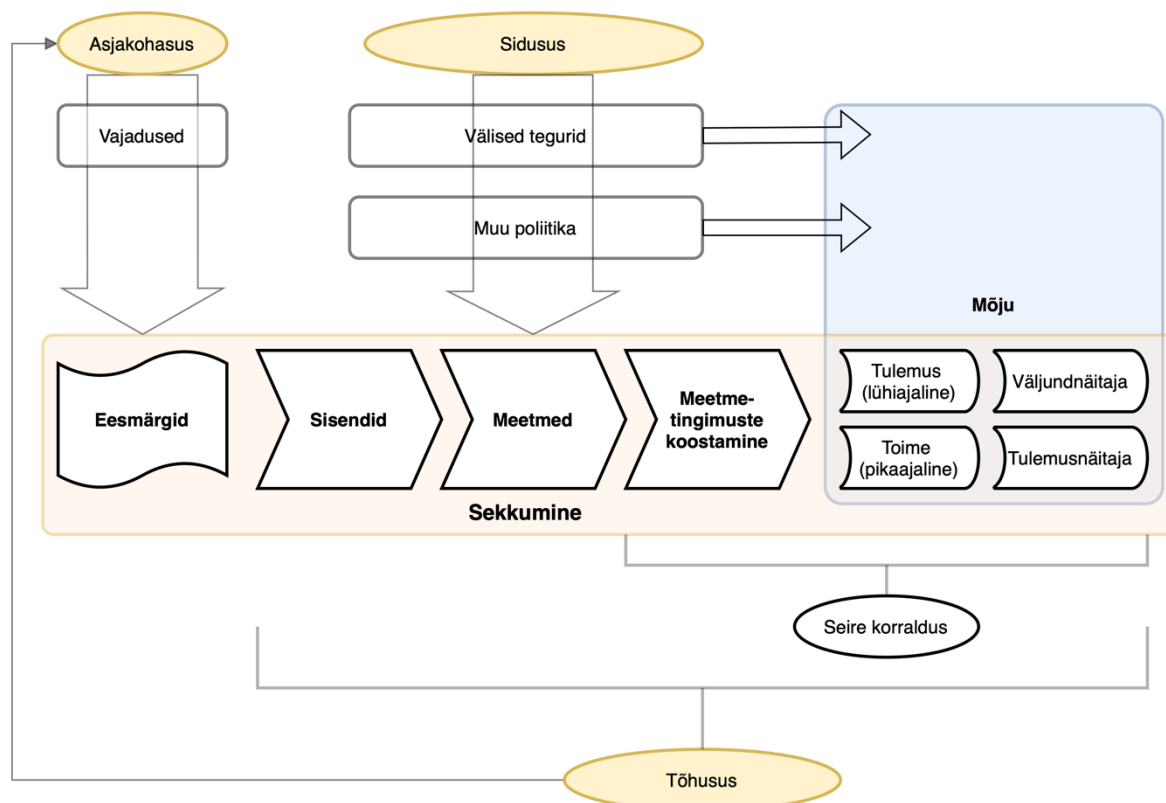 Asjakohasus
Sidusus
Vajadused
Välised tegurid
Muu poliitika
Mõju
Eesmärgid
Sisendid
Meetmed
Meetme-
tingimuste
koostamine
Tulemus
(lühiajaline)
Väljundnäitaja
Toime
(pikaajaline)
Tulemusnäitaja
Sekkumine
Seire korraldus
Tõhusus